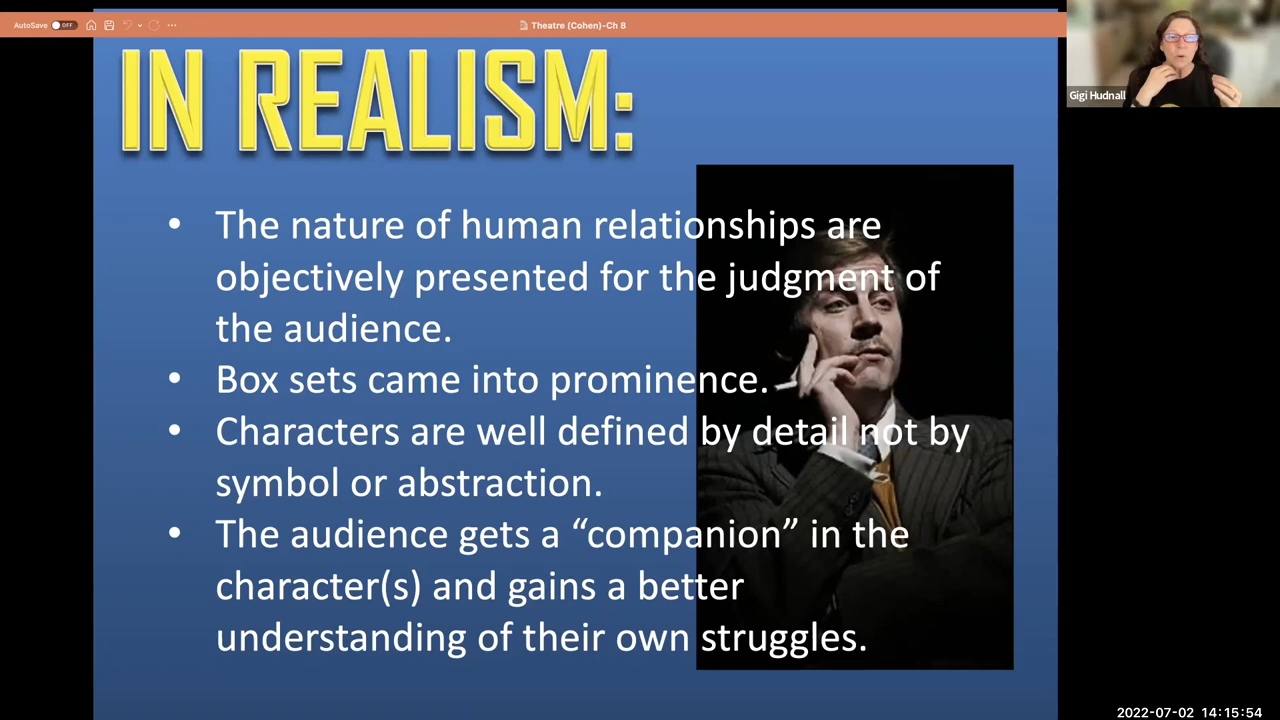 AutoSave OFF
Theatre (Cohen)-Ch 8
Gigi Hudnall
IN REALISM:
• The nature of human relationships are
objectively presented for the judgment of
the audience.
• Box sets came into prominence.
• Characters are well defined by detail not by
symbol or abstraction.
• The audience gets a “companion” in the
character(s) and gains a better
understanding of their own struggles.
2022-07-02 14:15:54